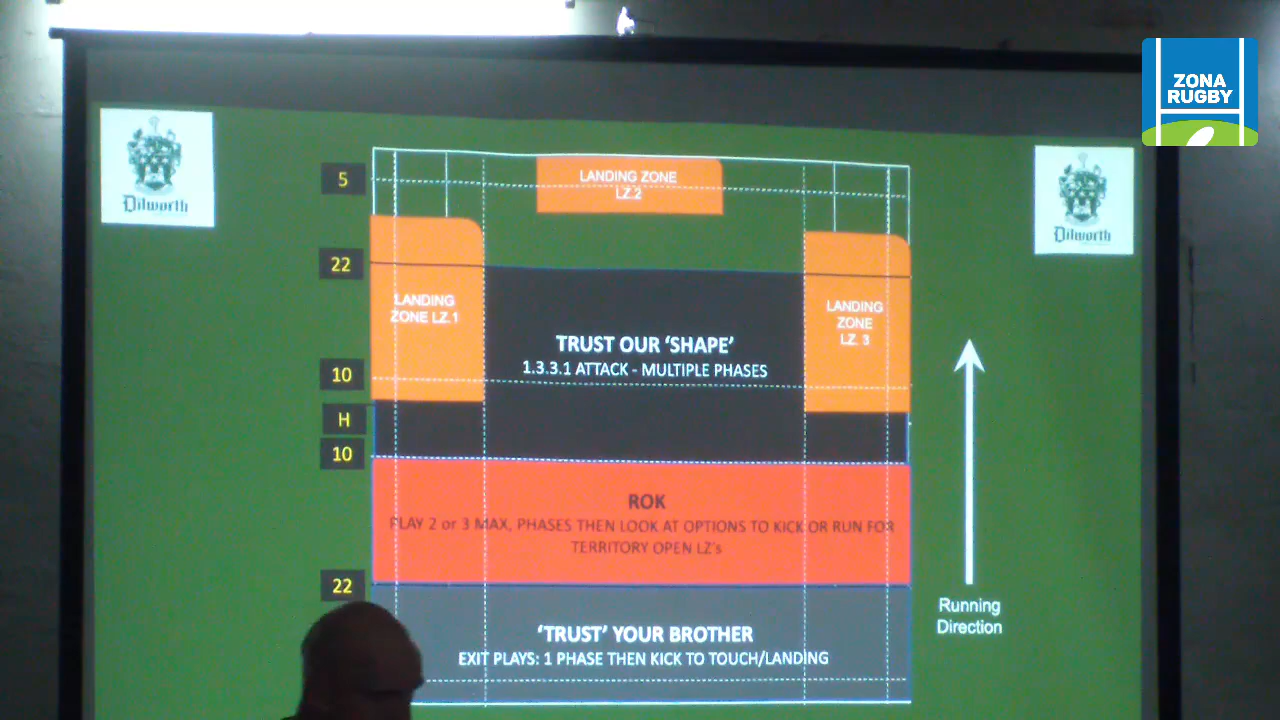 ZONA
RUGBY
Dilworth
Dilworth
5
LANDING ZONE
LZ.2
22
LANDING
ZONE LZ.1
LANDING
ZONE
LZ. 3
TRUST OUR ‘SHAPE’
1.3.3.1 ATTACK - MULTIPLE PHASES
10
H
10
ROK
PLAY 2 or 3 MAX, PHASES THEN LOOK AT OPTIONS TO KICK OR RUN FOR
TERRITORY OPEN LZ's
22
Running
Direction
‘TRUST’ YOUR BROTHER
EXIT PLAYS: 1 PHASE THEN KICK TO TOUCH/LANDING